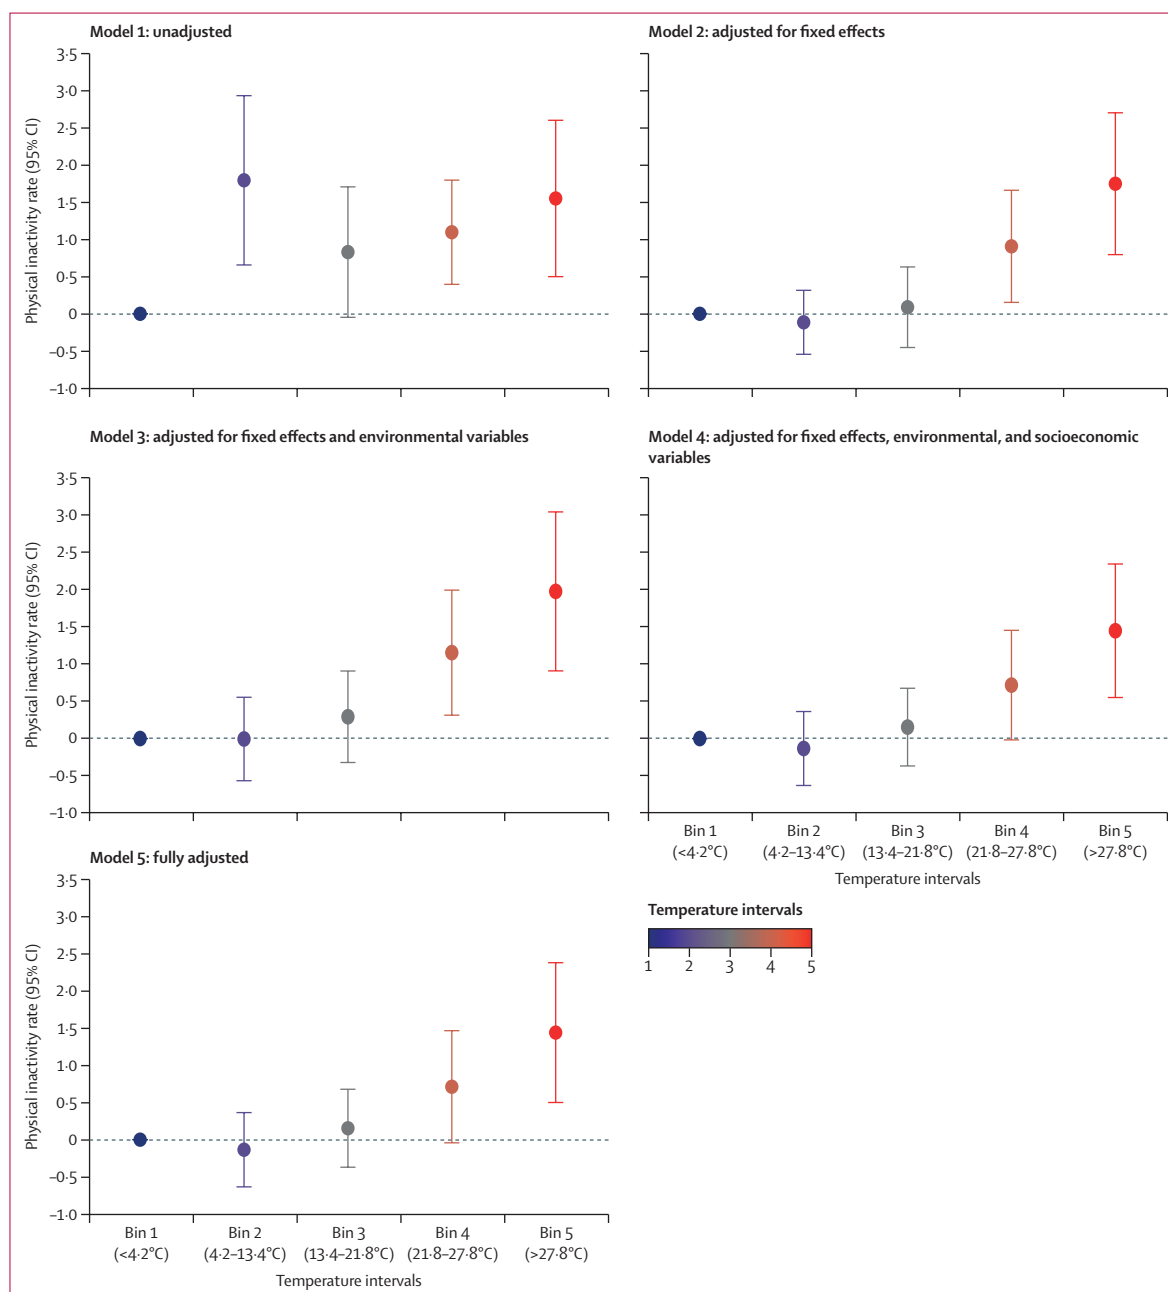 Model 1: unadjusted
Physical inactivity rate (95% CI)
3·5
3·0
2·5
2·0
1·5
1·0
0·5
0
–0·5
–1·0
Model 2: adjusted for fixed effects
Model 3: adjusted for fixed effects and environmental variables
Physical inactivity rate (95% CI)
3·5
3·0
2·5
2·0
1·5
1·0
0·5
0
–0·5
–1·0
Model 4: adjusted for fixed effects, environmental, and socioeconomic
variables
Bin 1 Bin 2 Bin 3 Bin 4 Bin 5
(<4·2°C) (4·2–13·4°C) (13·4–21·8°C) (21·8–27·8°C) (>27·8°C)
Temperature intervals
Model 5: fully adjusted
Physical inactivity rate (95% CI)
3·5
3·0
2·5
2·0
1·5
1·0
0·5
0
–0·5
–1·0
Bin 1 Bin 2 Bin 3 Bin 4 Bin 5
(<4·2°C) (4·2–13·4°C) (13·4–21·8°C) (21·8–27·8°C) (>27·8°C)
Temperature intervals
Temperature intervals
1 2 3 4 5